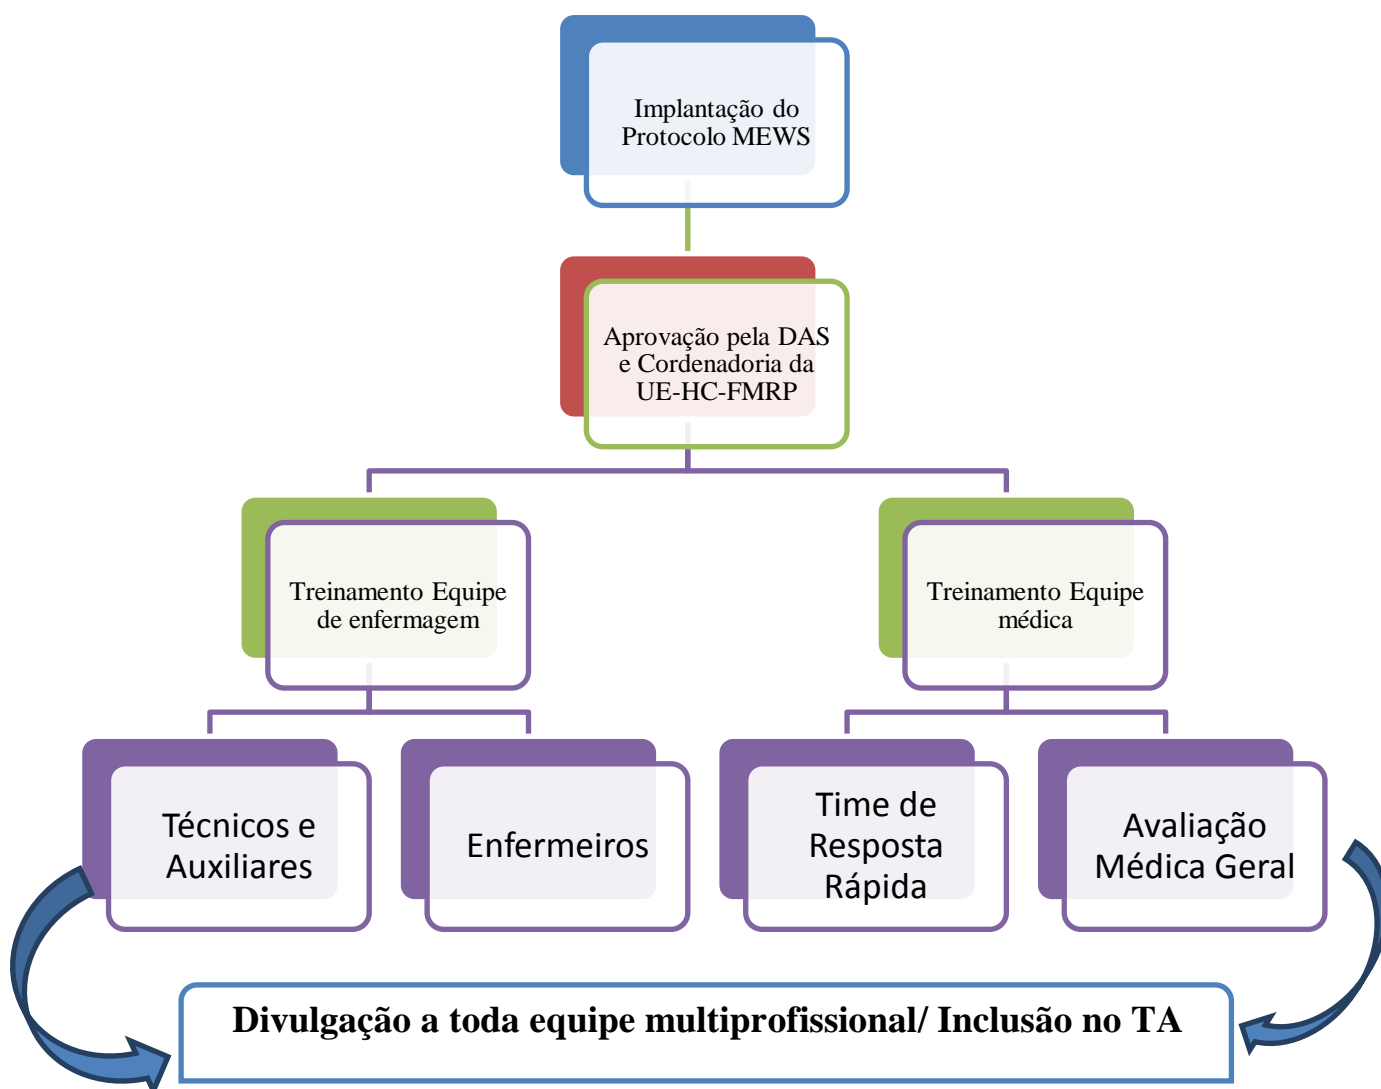 Implantação do
Protocolo MEWS
Aprovação pela DAS
e Cordenadoria da
UE-HC-FMRP
Treinamento Equipe
de enfermagem
Treinamento Equipe
médica
Técnicos e
Auxiliares
Enfermeiros
Time de
Resposta
Rápida
Avaliação
Médica Geral
Divulgação a toda equipe multiprofissional/ Inclusão no TA